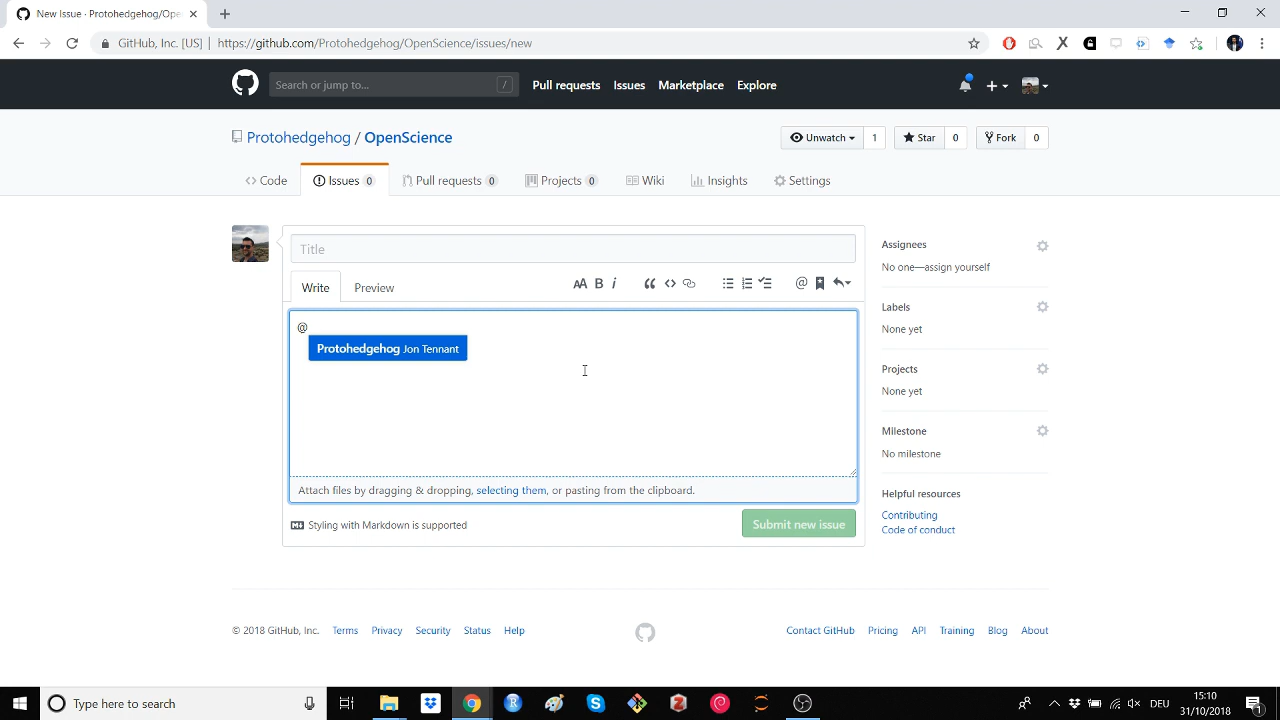 New Issue · Protohedgehog/Ope
GitHub, Inc. [US] https://github.com/Protohedgehog/OpenScience/issues/new
Search or jump to... /
Pull requests Issues Marketplace Explore
Protohedgehog / OpenScience
Unwatch 1 Star 0 Fork 0
Code Issues 0 Pull requests 0 Projects 0 Wiki Insights Settings
Title
Write Preview
AA B i @
@
Protohedgehog Jon Tennant
Attach files by dragging & dropping, selecting them, or pasting from the clipboard.
Styling with Markdown is supported
Submit new issue
Assignees
No one—assign yourself
Labels
None yet
Projects
None yet
Milestone
No milestone
Helpful resources
Contributing
Code of conduct
© 2018 GitHub, Inc. Terms Privacy Security Status Help
Contact GitHub Pricing API Training Blog About
Type here to search
DEU
15:10
31/10/2018
1